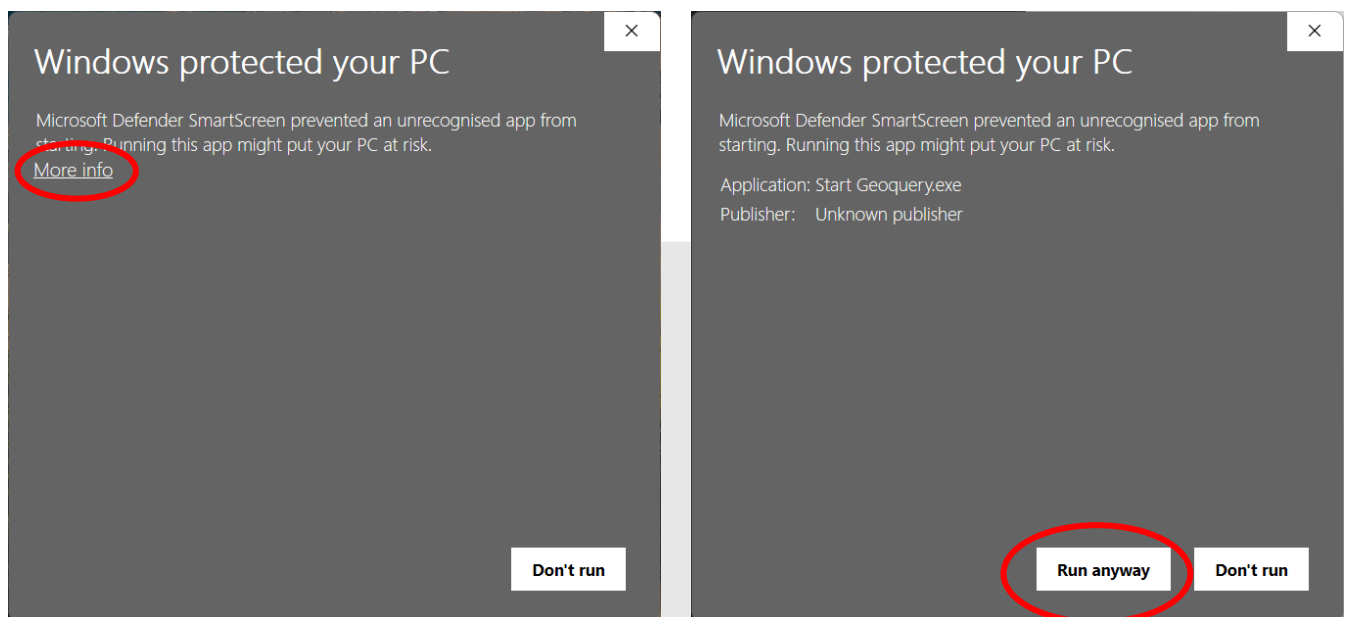 Windows protected your PC
Microsoft Defender SmartScreen prevented an unrecognised app from
starting. Running this app might put your PC at risk.
More info
Don't run
Windows protected your PC
Microsoft Defender SmartScreen prevented an unrecognised app from
starting. Running this app might put your PC at risk.
Application: Start Geoquery.exe
Publisher: Unknown publisher
Run anyway
Don't run